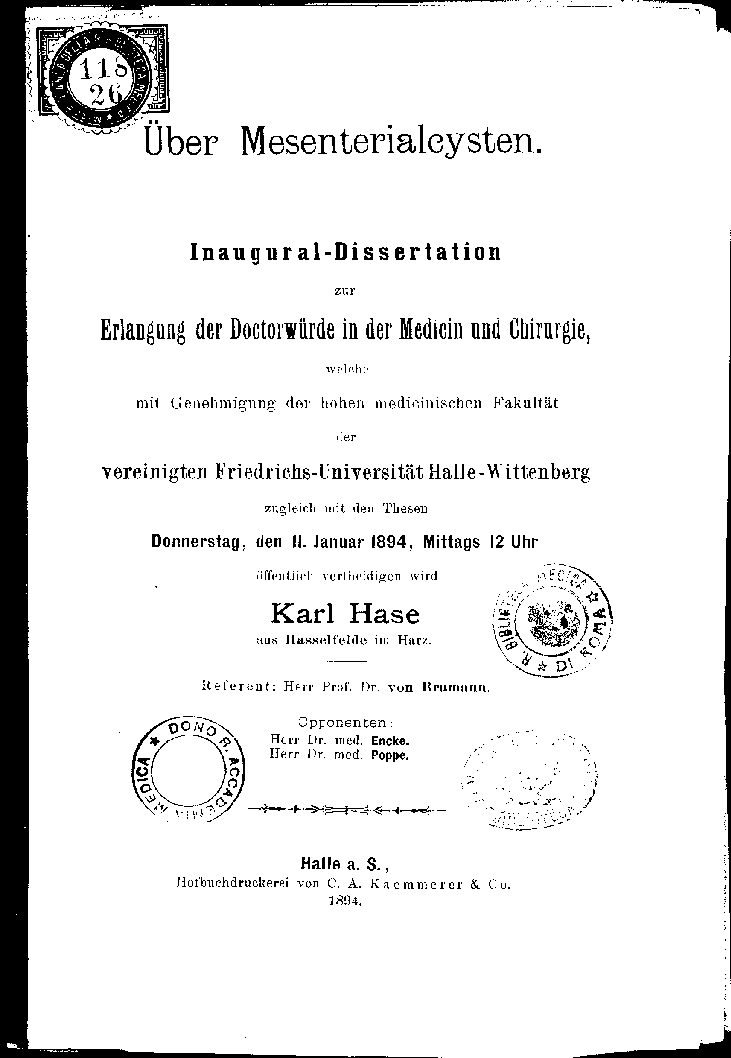 118
26
Über Mesenterialcysten.
Inaugural-Dissertation
zur
Erlangung der Doctorwürde in der Medicin und Chirurgie,
welche
mit Genehmigung der hohen medicinischen Fakultät
der
vereinigten Friedrichs-Universität Halle-Wittenberg
zugleich mit den Thesen
Donnerstag, den 11. Januar 1894, Mittags 12 Uhr
öffentlich vertheidigen wird
Karl Hase
aus Hasselfelde im Harz.
R. BIBLIOTECA MEDICA ★ DI ROMA ★
Referent: Herr Prof. Dr. von Bramann.
Opponenten:
Herr Dr. med. Encke.
Herr Dr. med. Poppe.
★ DONO R. ACCADEMIA MEDICA
Halle a. S.,
Hofbuchdruckerei von C. A. Kaemmerer & Co.
1894.